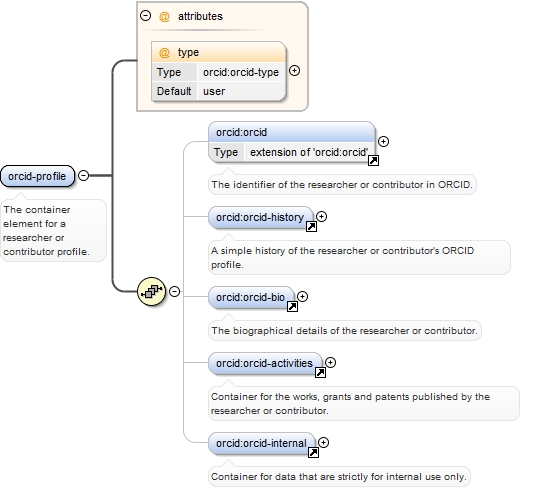 @ attributes
@ type
Type orcid:orcid-type
Default user
orcid:orcid
Type extension of 'orcid:orcid'
The identifier of the researcher or contributor in ORCID.
orcid-profile
The container
element for a
researcher or
contributor profile.
orcid:orcid-history
A simple history of the researcher or contributor's ORCID
profile.
orcid:orcid-bio
The biographical details of the researcher or contributor.
orcid:orcid-activities
Container for the works, grants and patents published by the
researcher or contributor.
orcid:orcid-internal
Container for data that are strictly for internal use only.